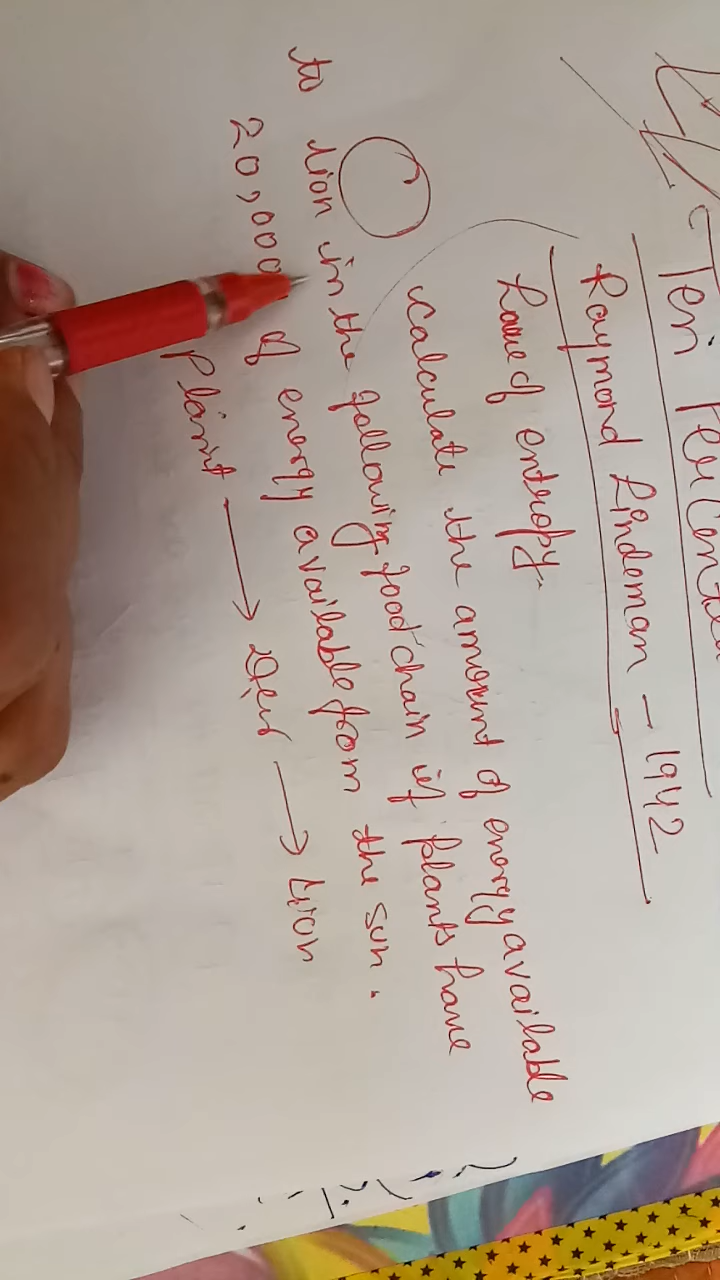 Ten Percent
Raymond Lindeman - 1942
Law of entropy.
Calculate the amount of energy available
to lion in the following food chain if plants have
20,000 of energy available from the sun.
Plant → Deer → Lion